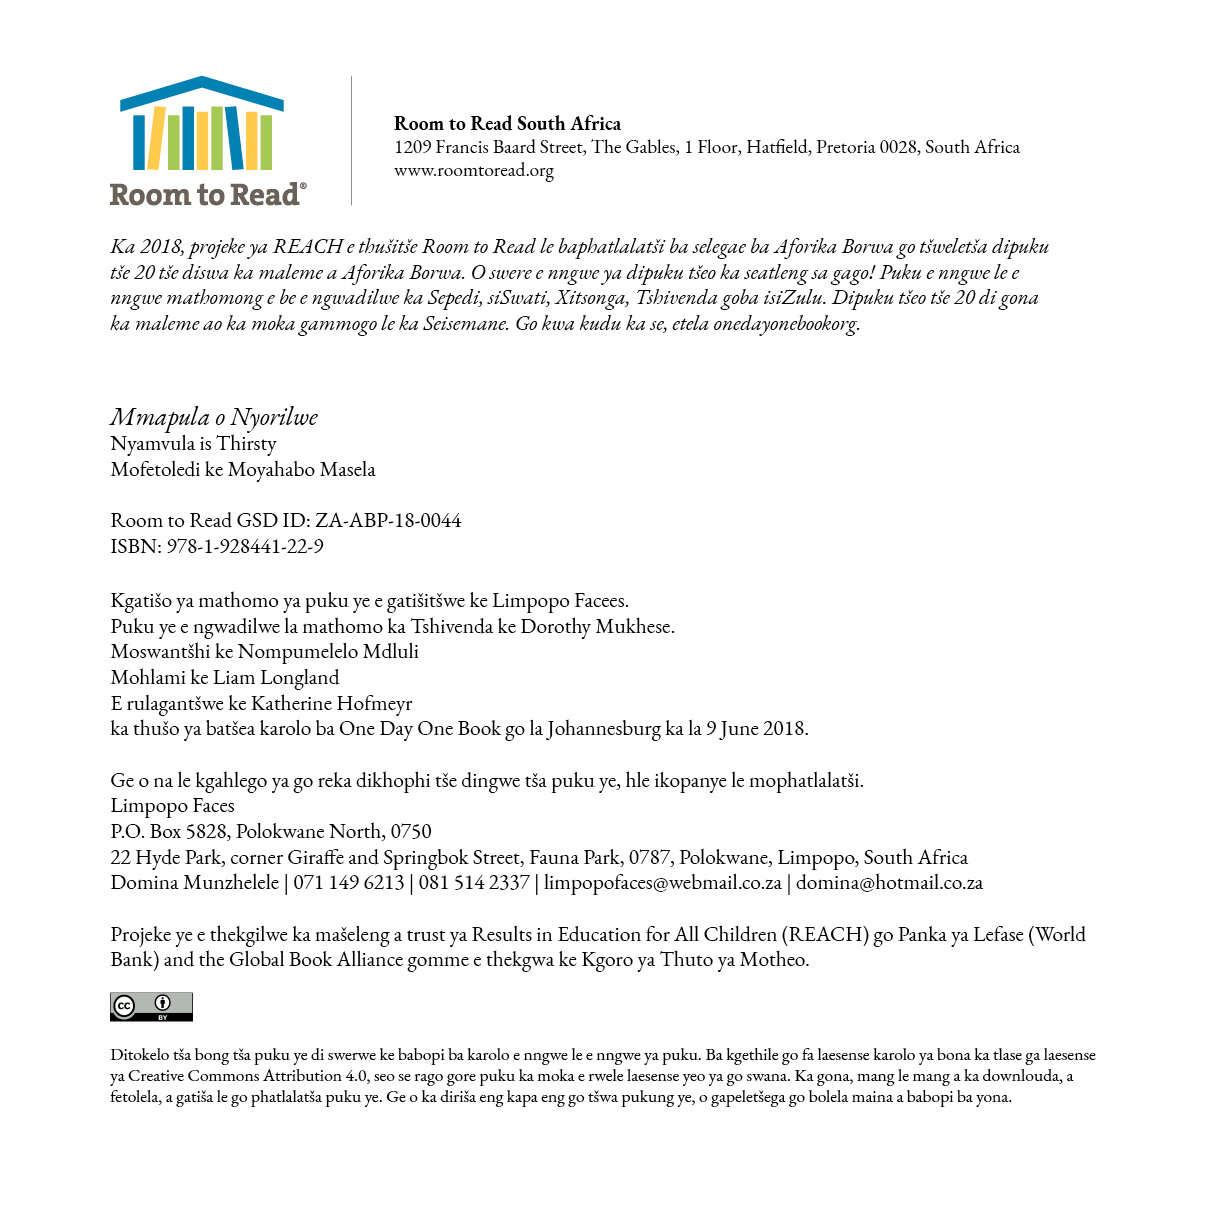 Room to Read®
Room to Read South Africa
1209 Francis Baard Street, The Gables, 1 Floor, Hatfield, Pretoria 0028, South Africa
www.roomtoread.org
Ka 2018, projeke ya REACH e thušitše Room to Read le baphatlalatši ba selegae ba Aforika Borwa go tšweletša dipuku
tše 20 tše diswa ka maleme a Aforika Borwa. O swere e nngwe ya dipuku tšeo ka seatleng sa gago! Puku e nngwe le e
nngwe mathomong e be e ngwadilwe ka Sepedi, siSwati, Xitsonga, Tshivenda goba isiZulu. Dipuku tšeo tše 20 di gona
ka maleme ao ka moka gammogo le ka Seisemane. Go kwa kudu ka se, etela onedayonebookorg.
Mmapula o Nyorilwe
Nyamvula is Thirsty
Mofetoledi ke Moyahabo Masela
Room to Read GSD ID: ZA-ABP-18-0044
ISBN: 978-1-928441-22-9
Kgatišo ya mathomo ya puku ye e gatišitšwe ke Limpopo Facees.
Puku ye e ngwadilwe la mathomo ka Tshivenda ke Dorothy Mukhese.
Moswantšhi ke Nompumelelo Mdluli
Mohlami ke Liam Longland
E rulagantšwe ke Katherine Hofmeyr
ka thušo ya batšea karolo ba One Day One Book go la Johannesburg ka la 9 June 2018.
Ge o na le kgahlego ya go reka dikhophi tše dingwe tša puku ye, hle ikopanye le mophatlalatši.
Limpopo Faces
P.O. Box 5828, Polokwane North, 0750
22 Hyde Park, corner Giraffe and Springbok Street, Fauna Park, 0787, Polokwane, Limpopo, South Africa
Domina Munzhelele | 071 149 6213 | 081 514 2337 | limpopofaces@webmail.co.za | domina@hotmail.co.za
Projeke ye e thekgilwe ka mašeleng a trust ya Results in Education for All Children (REACH) go Panka ya Lefase (World
Bank) and the Global Book Alliance gomme e thekgwa ke Kgoro ya Thuto ya Motheo.
cc BY
Ditokelo tša bong tša puku ye di swerwe ke babopi ba karolo e nngwe le e nngwe ya puku. Ba kgethile go fa laesense karolo ya bona ka tlase ga laesense
ya Creative Commons Attribution 4.0, seo se rago gore puku ka moka e rwele laesense yeo ya go swana. Ka gona, mang le mang a ka downlouda, a
fetolela, a gatiša le go phatlalatša puku ye. Ge o ka diriša eng kapa eng go tšwa pukung ye, o gapeletšega go bolela maina a babopi ba yona.